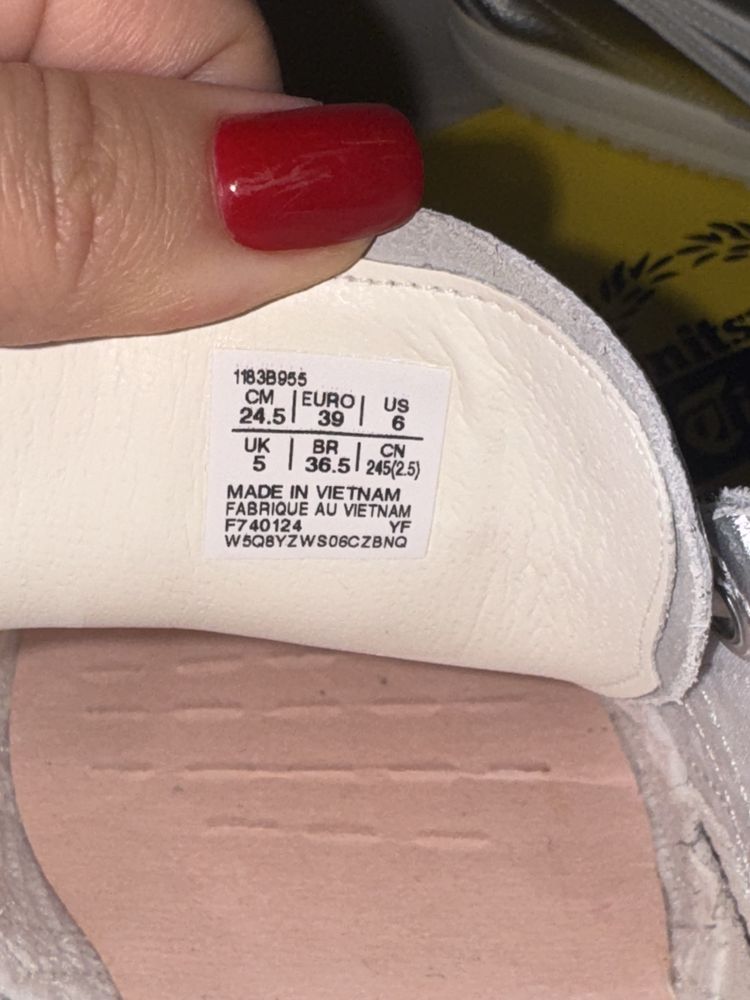 1183B955
CM | EURO | US
24.5 | 39 | 6
UK | BR | CN
5 | 36.5 | 245(2.5)
MADE IN VIETNAM
FABRIQUE AU VIETNAM
F740124 YF
W5Q8YZWS06CZBNQ
nits